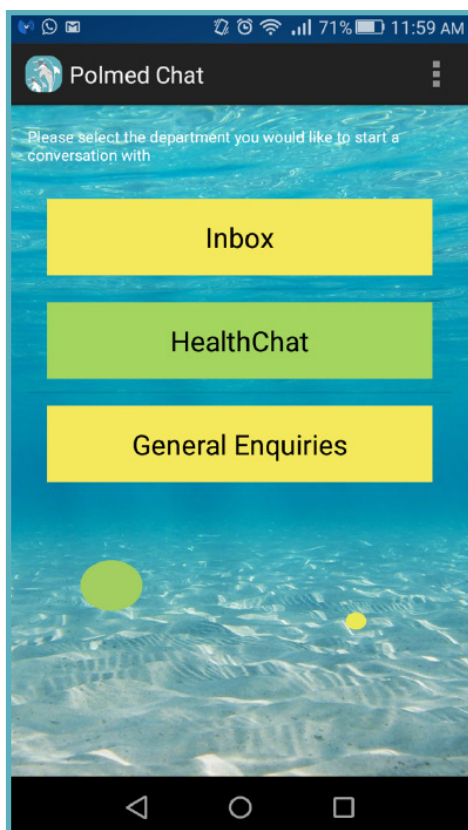 71% 11:59 AM
Polmed Chat
Please select the department you would like to start a
conversation with
Inbox
HealthChat
General Enquiries